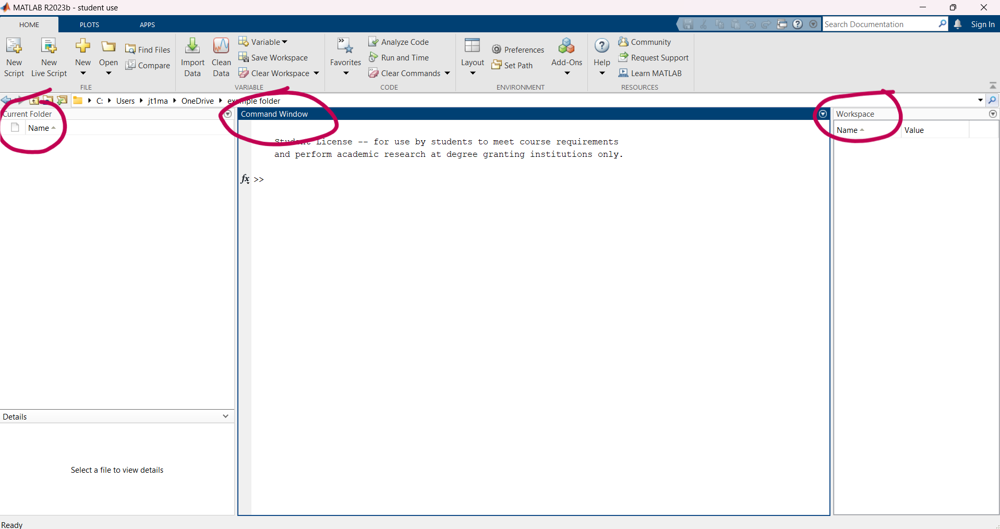 MATLAB R2023b - student use
HOME PLOTS APPS Search Documentation Sign In
New Script
New Live Script
New
Open
Find Files
Compare
FILE
Import Data
Clean Data
Variable
Save Workspace
Clear Workspace
VARIABLE
Favorites
Analyze Code
Run and Time
Clear Commands
CODE
Layout
Preferences
Set Path
Add-Ons
ENVIRONMENT
Help
Community
Request Support
Learn MATLAB
RESOURCES
C: Users jt1ma OneDrive example folder
Current Folder
Name
Details
Select a file to view details
Command Window
Student License -- for use by students to meet course requirements
and perform academic research at degree granting institutions only.
fx >>
Workspace
Name Value
Ready